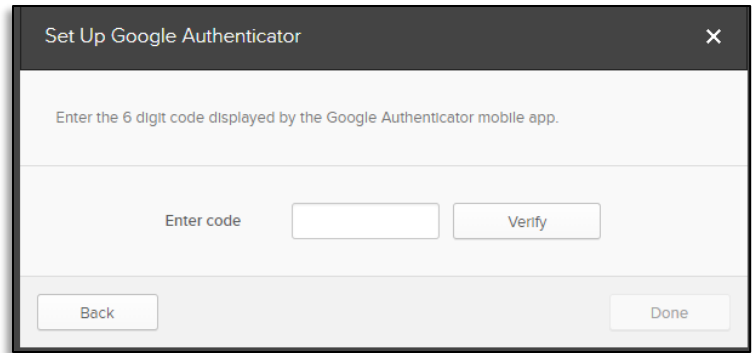 Set Up Google Authenticator
Enter the 6 digit code displayed by the Google Authenticator mobile app.
Enter code
Verify
Back
Done